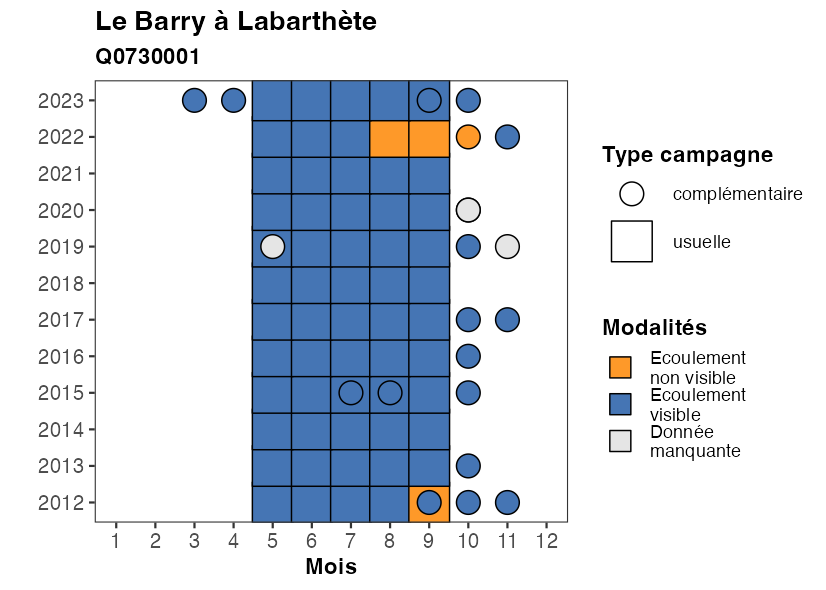 Le Barry à Labarthète
Q0730001
2023
2022
2021
2020
2019
2018
2017
2016
2015
2014
2013
2012
1 2 3 4 5 6 7 8 9 10 11 12
Mois
Type campagne
complémentaire
usuelle
Modalités
Ecoulement
non visible
Ecoulement
visible
Donnée
manquante